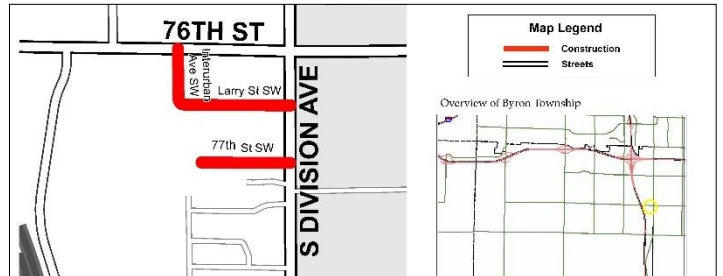 76TH ST
Interurban
Ave SW
Larry St SW
77th St SW
S DIVISION AVE
Map Legend
Construction
Streets
Overview of Byron Township